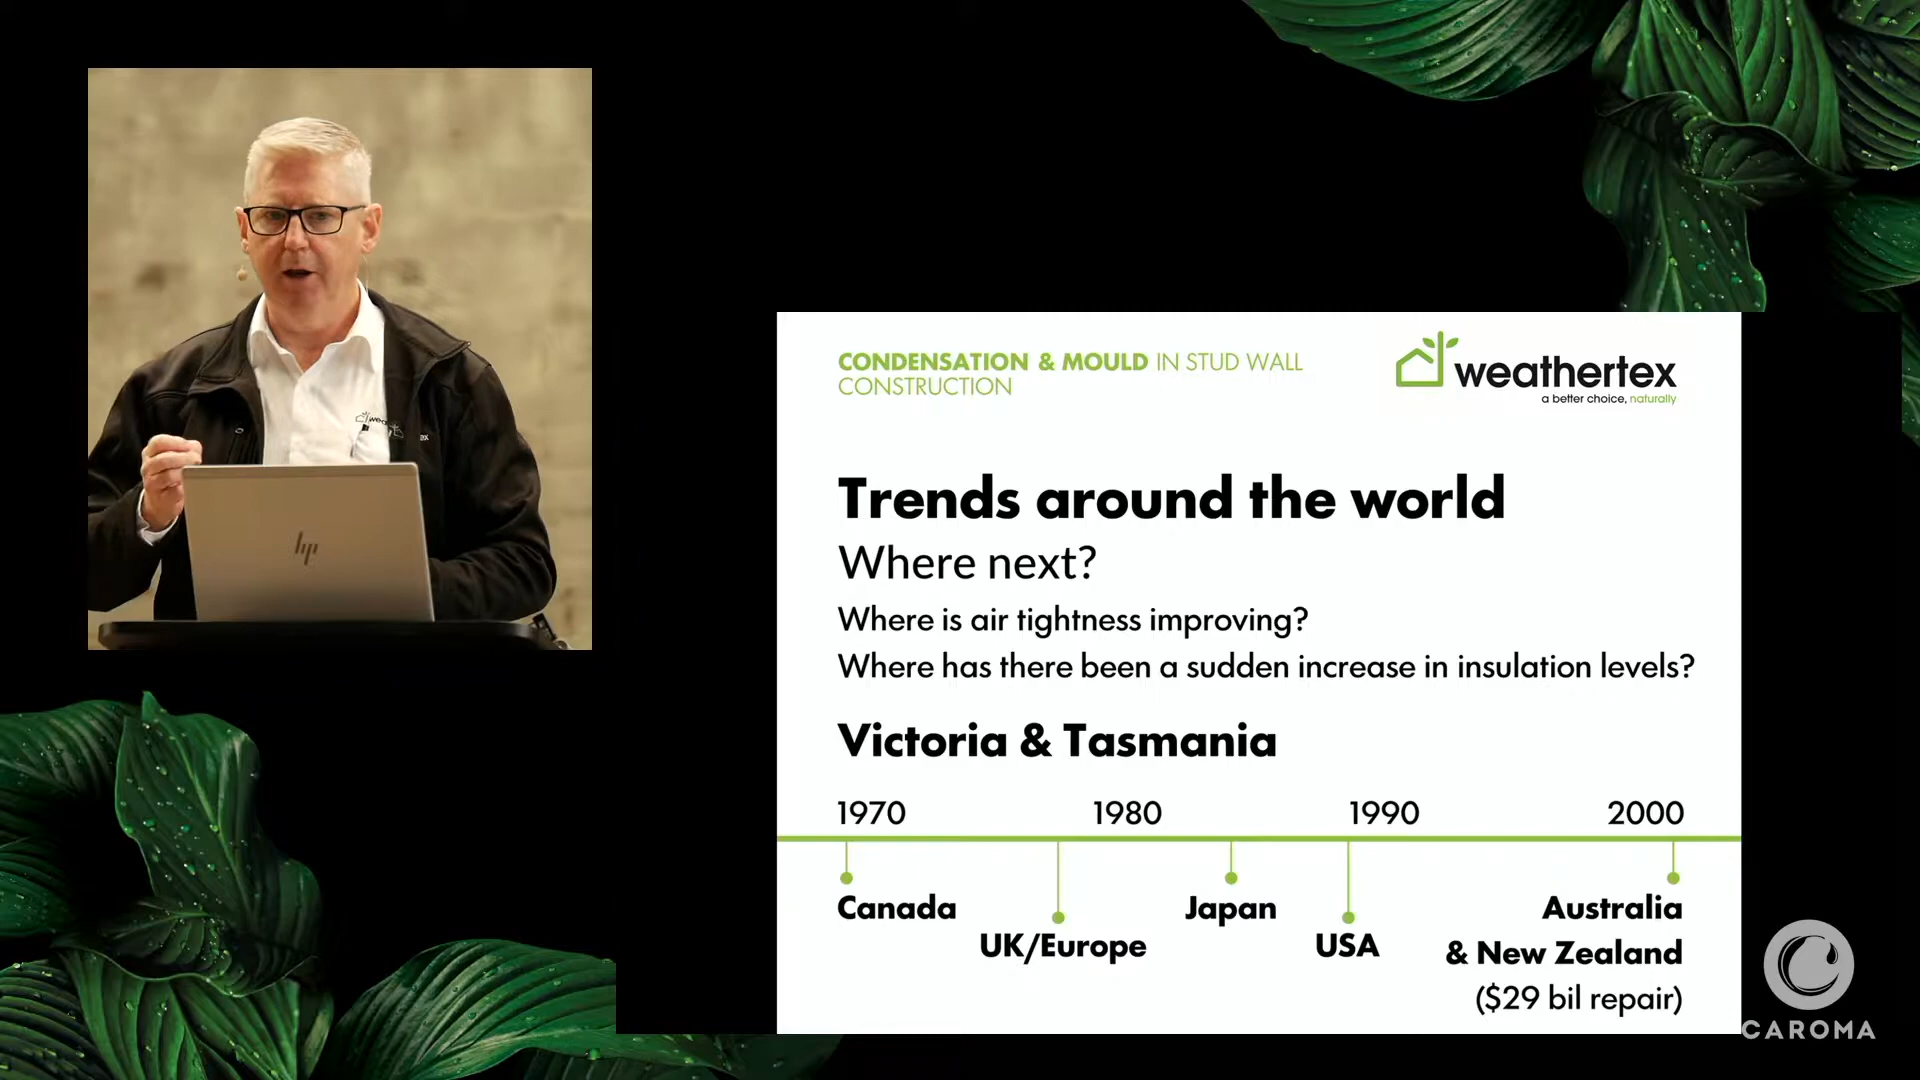 hp
CONDENSATION & MOULD IN STUD WALL
CONSTRUCTION
weathertex
a better choice, naturally
Trends around the world
Where next?
Where is air tightness improving?
Where has there been a sudden increase in insulation levels?
Victoria & Tasmania
1970 1980 1990 2000
Canada
UK/Europe
Japan
USA
Australia
& New Zealand
($29 bil repair)
CAROMA